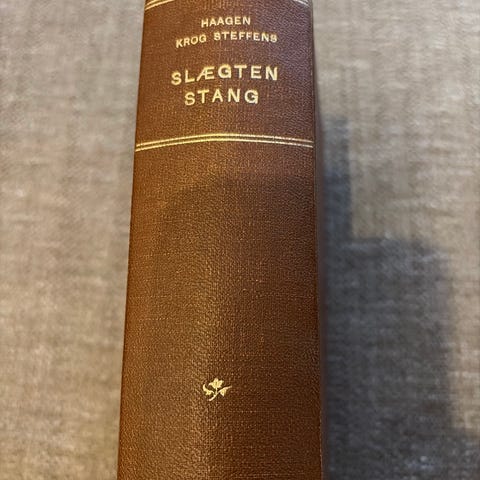 HAAGEN
KROG STEFFENS
SLÆGTEN
STANG